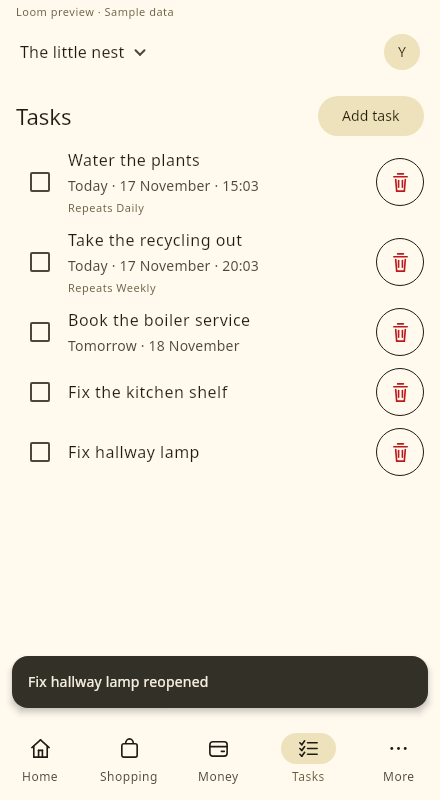 Loom preview · Sample data
The little nest
Y
Tasks
Add task
Water the plants
Today · 17 November · 15:03
Repeats Daily
Take the recycling out
Today · 17 November · 20:03
Repeats Weekly
Book the boiler service
Tomorrow · 18 November
Fix the kitchen shelf
Fix hallway lamp
Fix hallway lamp reopened
Home
Shopping
Money
Tasks
More